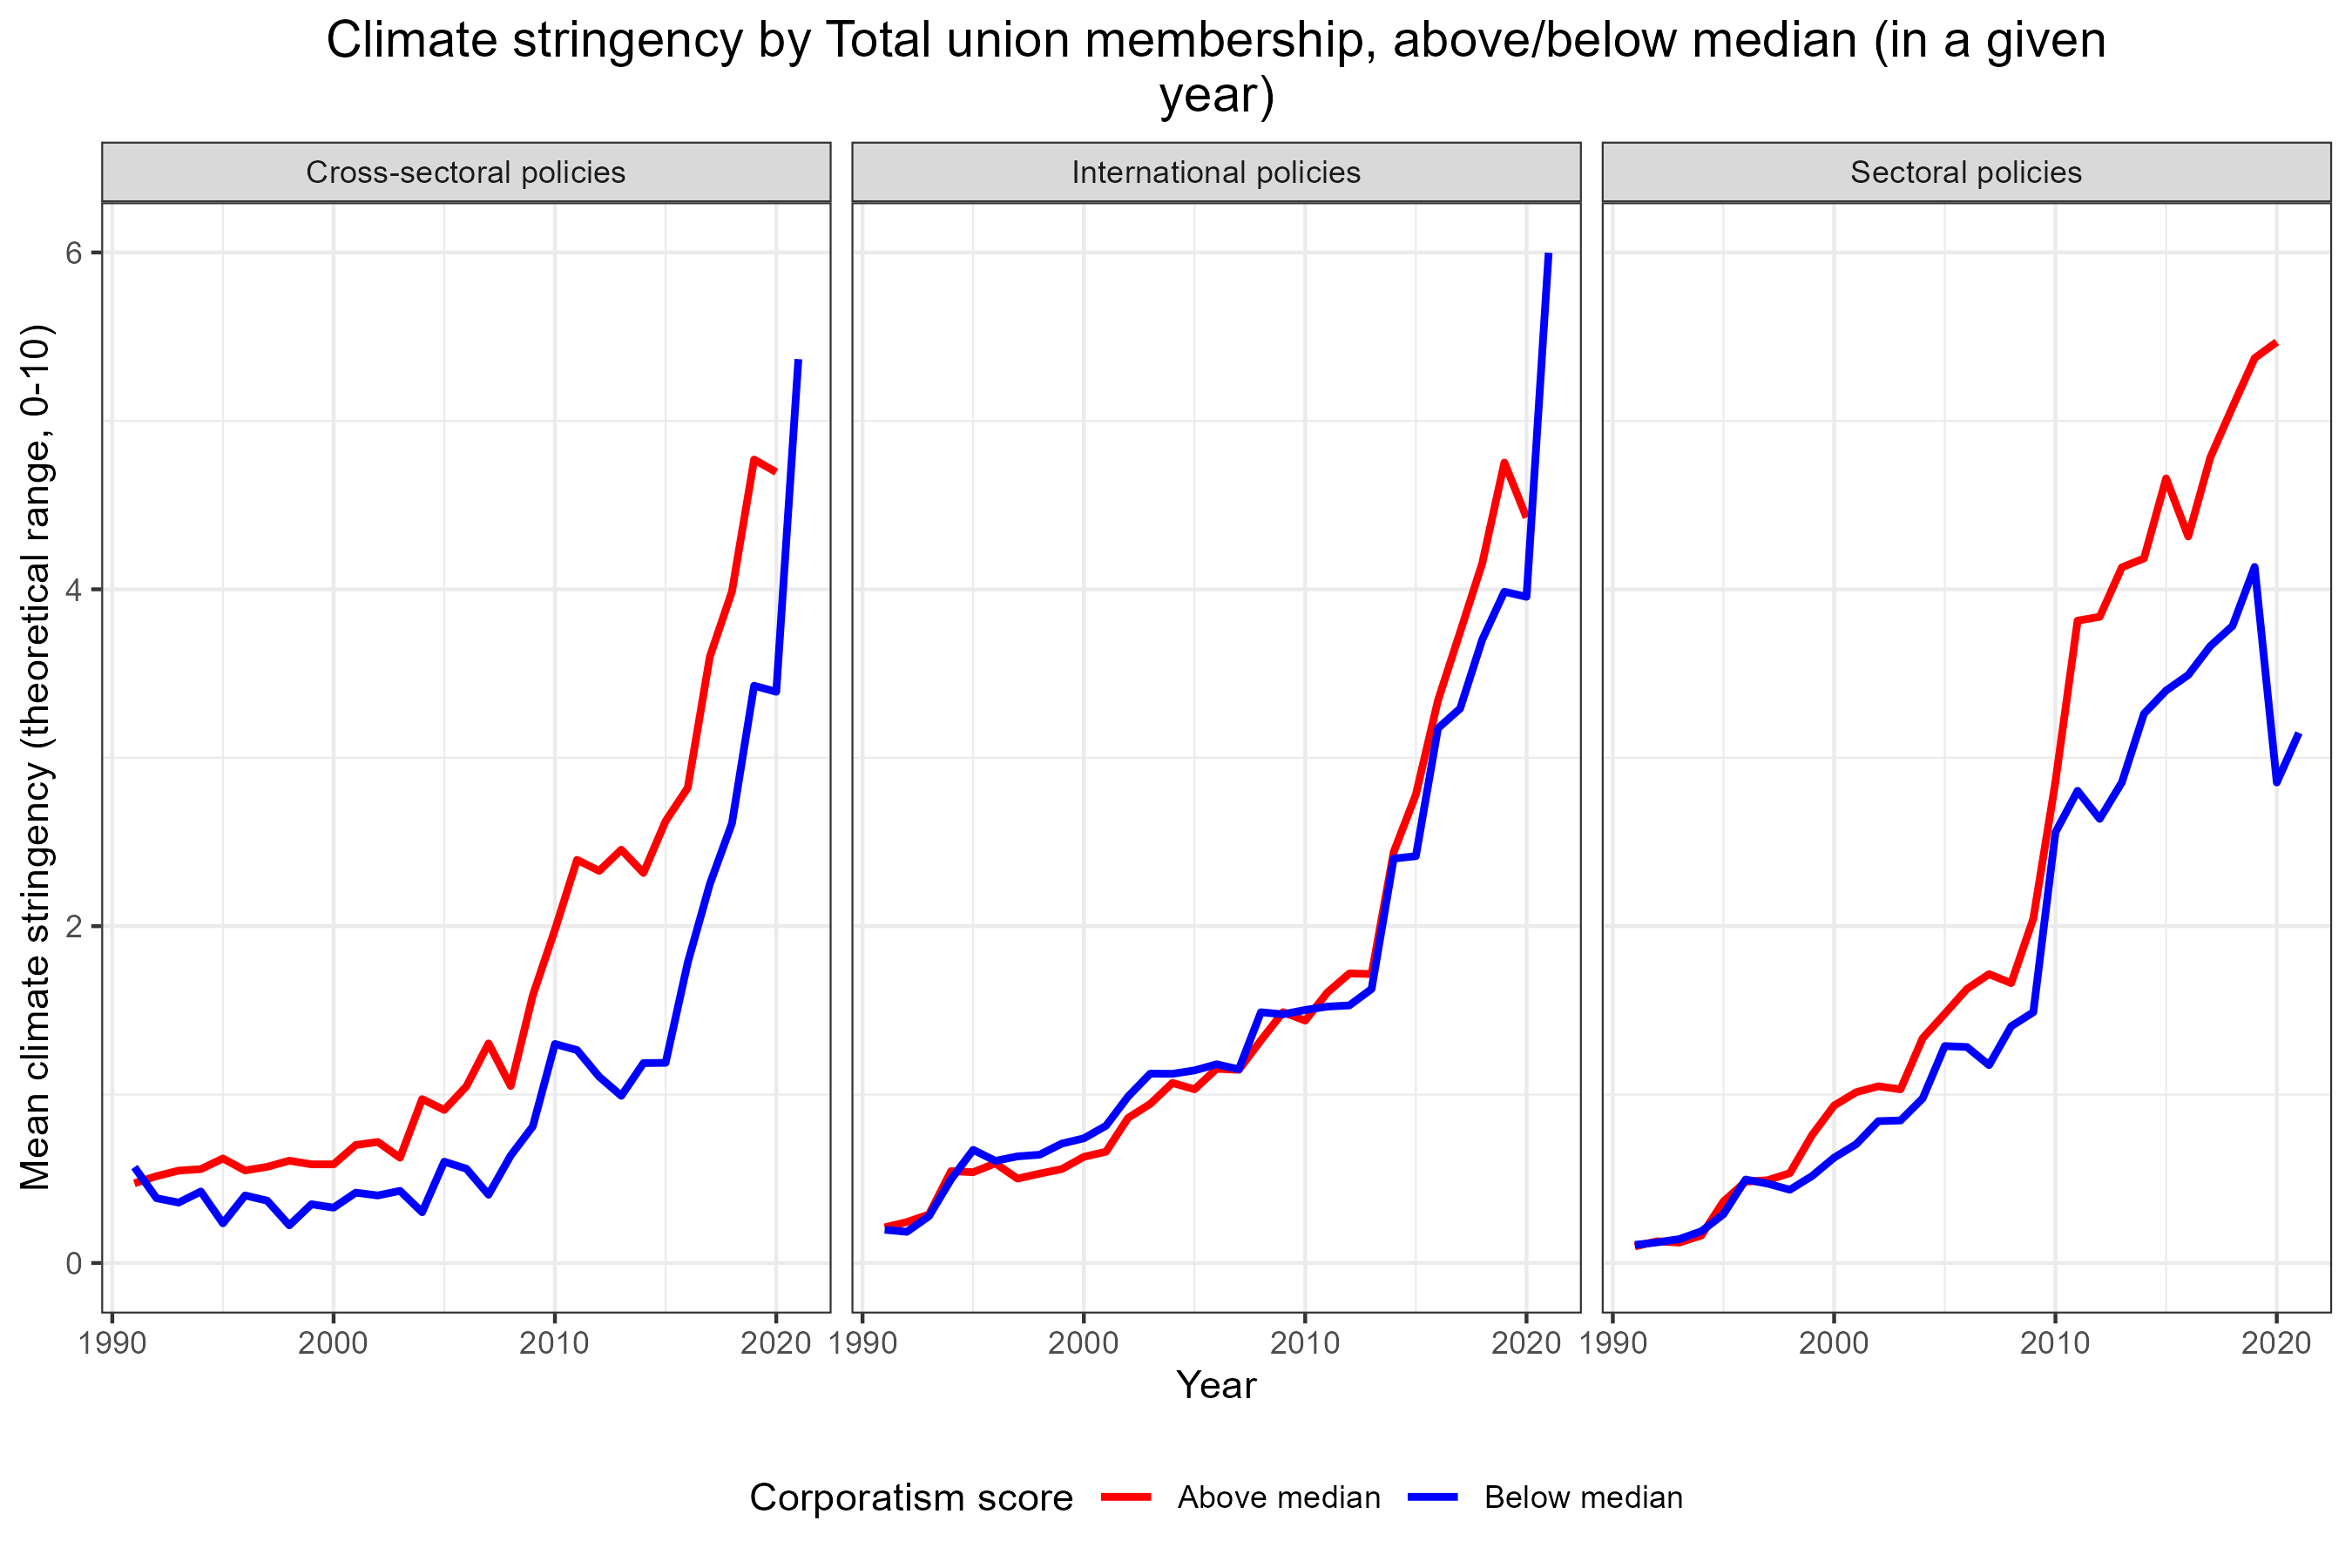 Climate stringency by Total union membership, above/below median (in a given
year)
Cross-sectoral policies
International policies
Sectoral policies
Mean climate stringency (theoretical range, 0-10)
6
4
2
0
1990 2000 2010 2020
1990 2000 2010 2020
1990 2000 2010 2020
Year
Corporatism score Above median Below median